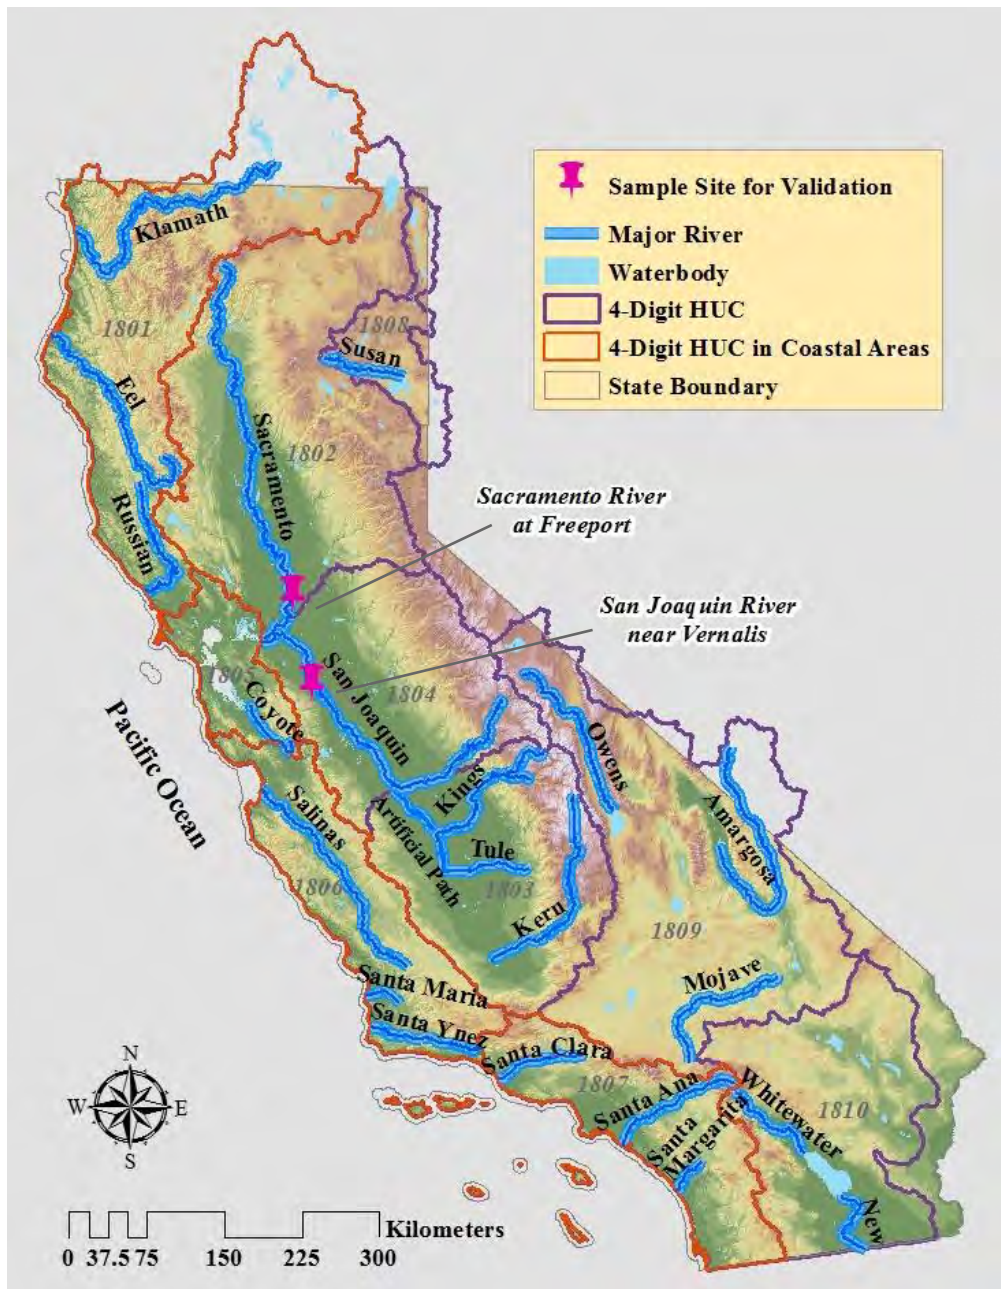 Sample Site for Validation
Major River
Waterbody
4-Digit HUC
4-Digit HUC in Coastal Areas
State Boundary
Klamath
1801
1808
Susan
Eel
Sacramento
1802
Russian
Sacramento River
at Freeport
San Joaquin River
near Vernalis
1805
Coyote
San Joaquin
1804
Pacific Ocean
Owens
Kings
Salinas
Artificial Path
Tule
Amargosa
1806
1803
Kern
1809
Mojave
Santa Maria
Santa Ynez
Santa Clara
1807
Santa Ana
Whitewater
1810
Santa
Margarita
New
N
W
E
S
Kilometers
0 37.5 75 150 225 300